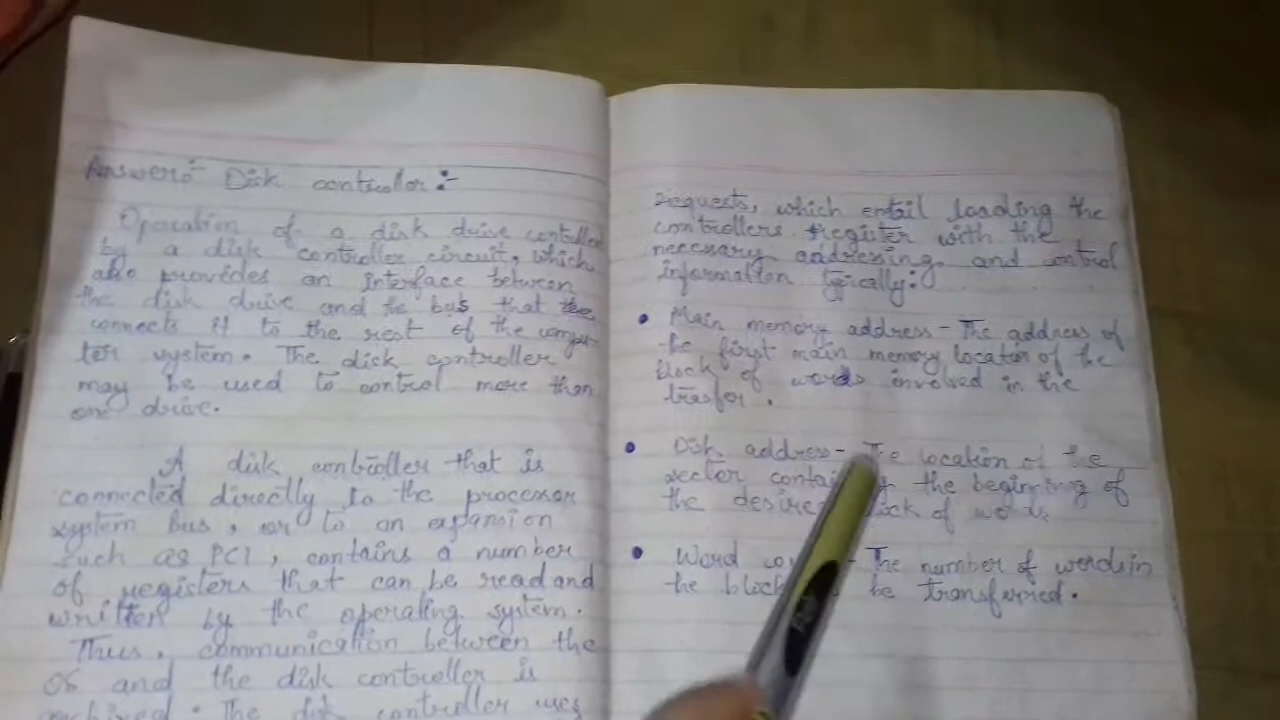 Answer:- Disk controller:-
Operation of a disk drive controlled
by a disk controller circuit, which
also provides an Interface between
the disk drive and the bus that
connects it to the rest of the compu-
ter system. The disk controller
may be used to control more than
one drive.
A disk controller that is
connected directly to the processor
system bus, or to an expansion
such as PCI, contains a number
of registers that can be read and
written by the operating system.
Thus, communication between the
OS and the disk controller is
The disk controller uses
requests, which entail loading the
controllers register with the
necessary addressing and control
information typically:
• Main memory address - The address of
the first main memory location of the
block of words involved in the
trasfer.
• Disk address - The location of the
sector the beginning of
the of words
• Word - The number of words in
the block be transferred.